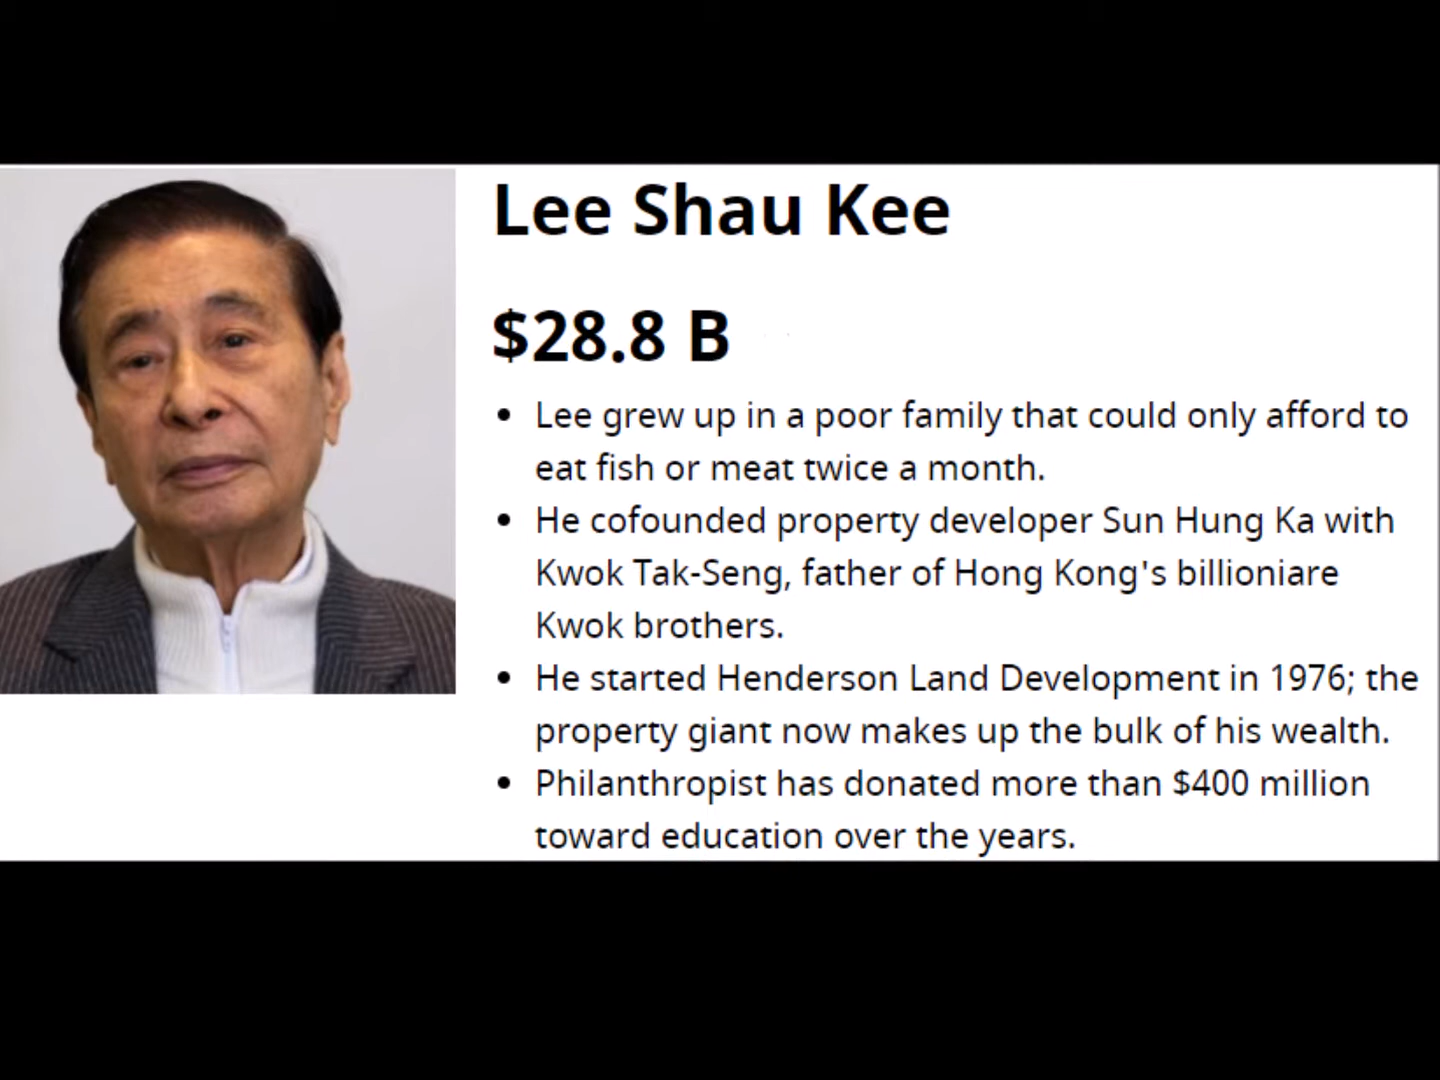 Lee Shau Kee
$28.8 B
• Lee grew up in a poor family that could only afford to
eat fish or meat twice a month.
• He cofounded property developer Sun Hung Ka with
Kwok Tak-Seng, father of Hong Kong's billioniare
Kwok brothers.
• He started Henderson Land Development in 1976; the
property giant now makes up the bulk of his wealth.
• Philanthropist has donated more than $400 million
toward education over the years.